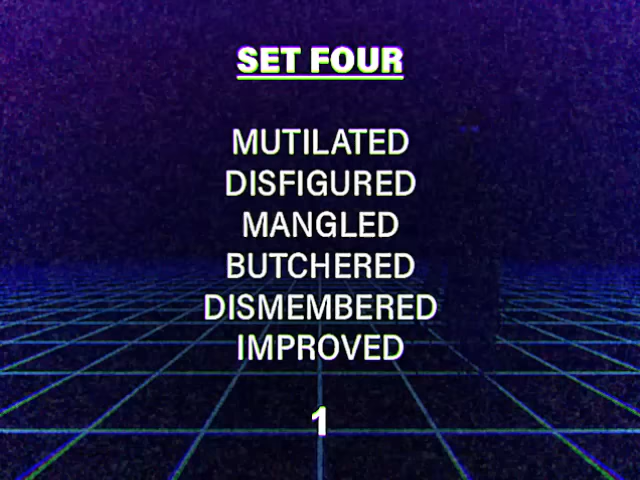 SET FOUR
MUTILATED
DISFIGURED
MANGLED
BUTCHERED
DISMEMBERED
IMPROVED
1